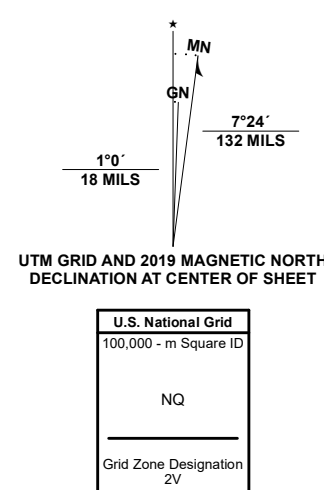 ★
MN
GN
7°24´
132 MILS
1°0´
18 MILS
UTM GRID AND 2019 MAGNETIC NORTH
DECLINATION AT CENTER OF SHEET
U.S. National Grid
100,000 - m Square ID
NQ
Grid Zone Designation
2V